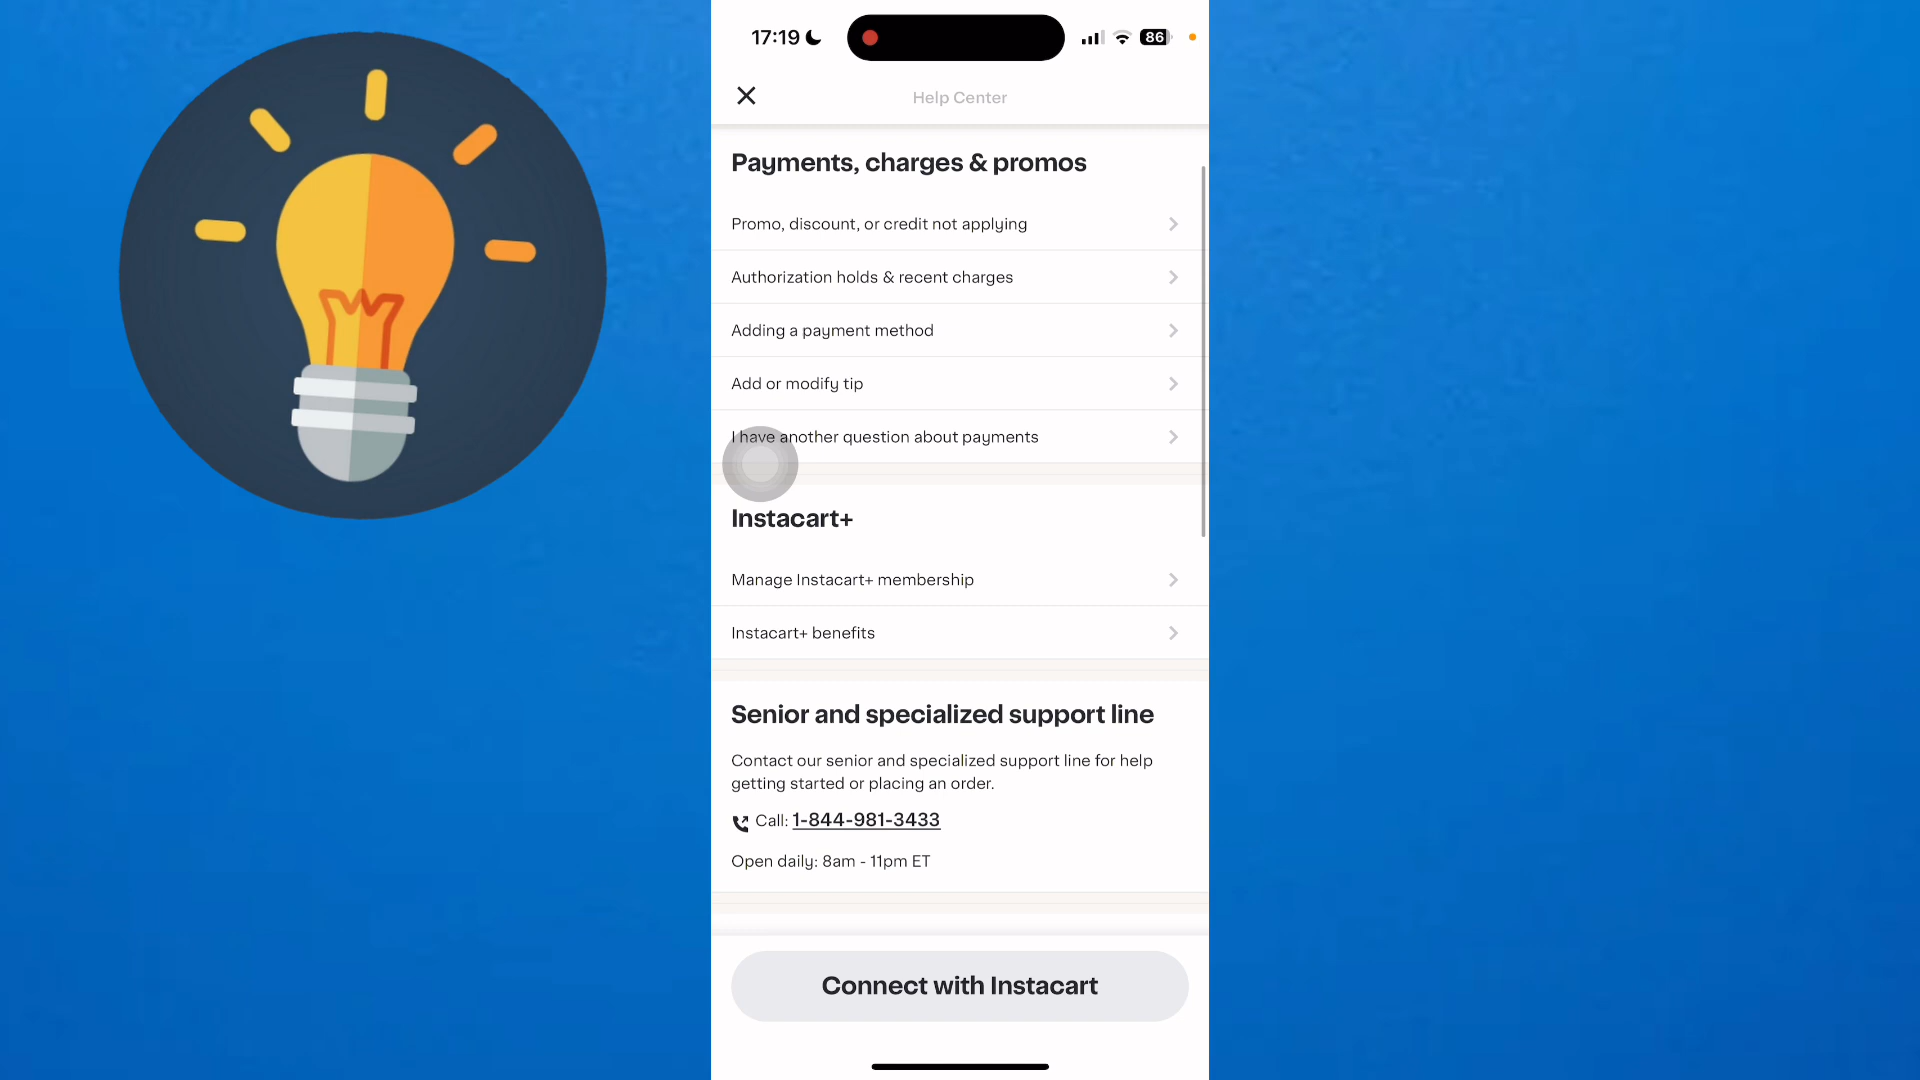 17:19
86
Help Center
Payments, charges & promos
Promo, discount, or credit not applying
Authorization holds & recent charges
Adding a payment method
Add or modify tip
I have another question about payments
Instacart+
Manage Instacart+ membership
Instacart+ benefits
Senior and specialized support line
Contact our senior and specialized support line for help
getting started or placing an order.
Call: 1-844-981-3433
Open daily: 8am - 11pm ET
Connect with Instacart